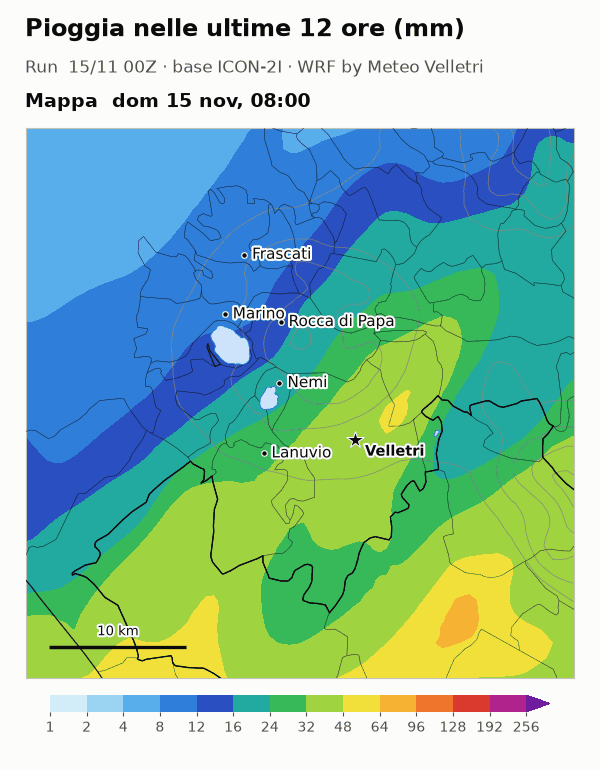 Pioggia nelle ultime 12 ore (mm)
Run 15/11 00Z · base ICON-2I · WRF by Meteo Velletri
Mappa dom 15 nov, 08:00
Frascati
Marino
Rocca di Papa
Nemi
Velletri
Lanuvio
10 km
1 2 4 8 12 16 24 32 48 64 96 128 192 256